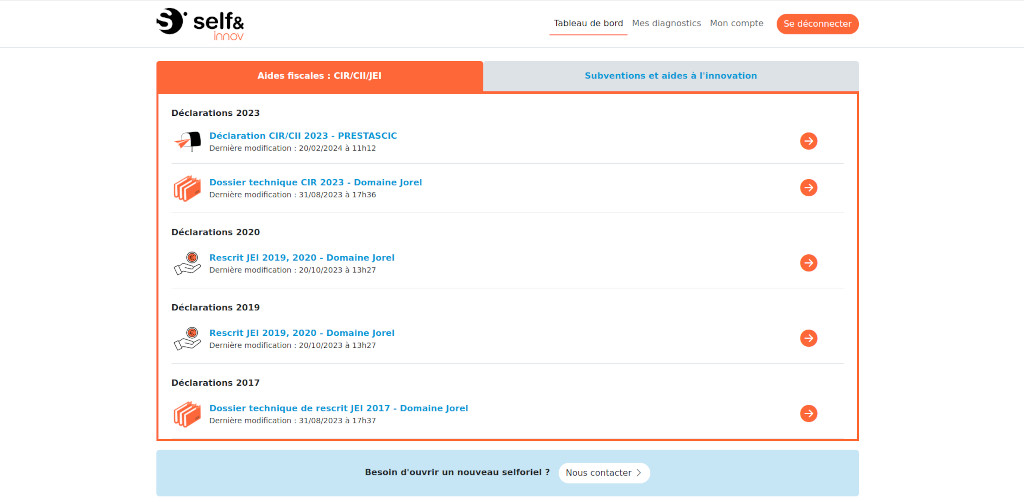 self&
innov
Tableau de bord
Mes diagnostics
Mon compte
Se déconnecter
Aides fiscales : CIR/CII/JEI
Subventions et aides à l'innovation
Déclarations 2023
Déclaration CIR/CII 2023 - PRESTASCIC
Dernière modification : 20/02/2024 à 11h12
Dossier technique CIR 2023 - Domaine Jorel
Dernière modification : 31/08/2023 à 17h36
Déclarations 2020
Rescrit JEI 2019, 2020 - Domaine Jorel
Dernière modification : 20/10/2023 à 13h27
Déclarations 2019
Rescrit JEI 2019, 2020 - Domaine Jorel
Dernière modification : 20/10/2023 à 13h27
Déclarations 2017
Dossier technique de rescrit JEI 2017 - Domaine Jorel
Dernière modification : 31/08/2023 à 17h37
Besoin d'ouvrir un nouveau selforiel ?
Nous contacter